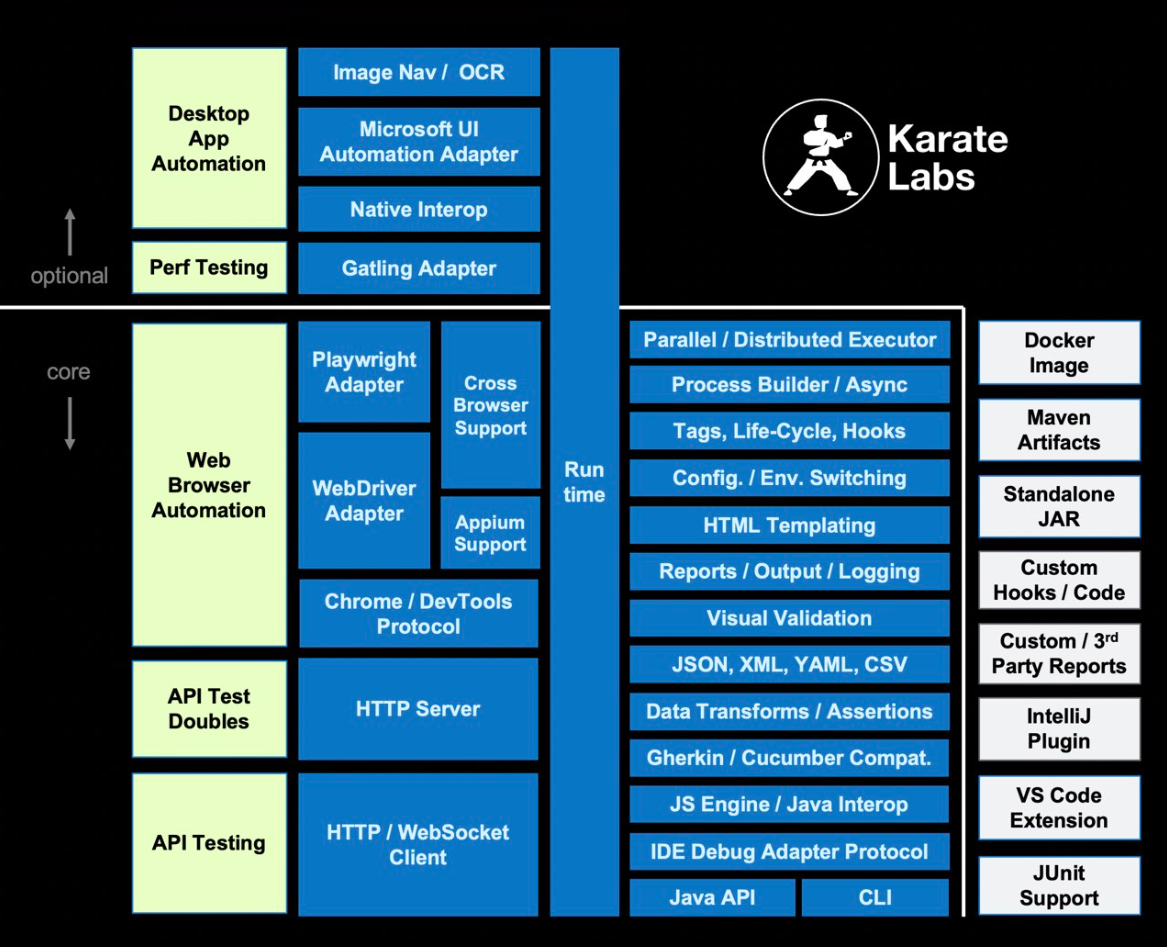 Desktop
App
Automation
Image Nav / OCR
Microsoft UI
Automation Adapter
Native Interop
Karate
Labs
optional
Perf Testing
Gatling Adapter
core
Web
Browser
Automation
Playwright
Adapter
Cross
Browser
Support
WebDriver
Adapter
Appium
Support
Chrome / DevTools
Protocol
API Test
Doubles
HTTP Server
API Testing
HTTP / WebSocket
Client
Run
time
Parallel / Distributed Executor
Process Builder / Async
Tags, Life-Cycle, Hooks
Config. / Env. Switching
HTML Templating
Reports / Output / Logging
Visual Validation
JSON, XML, YAML, CSV
Data Transforms / Assertions
Gherkin / Cucumber Compat.
JS Engine / Java Interop
IDE Debug Adapter Protocol
Java API
CLI
Docker
Image
Maven
Artifacts
Standalone
JAR
Custom
Hooks / Code
Custom / 3rd
Party Reports
IntelliJ
Plugin
VS Code
Extension
JUnit
Support